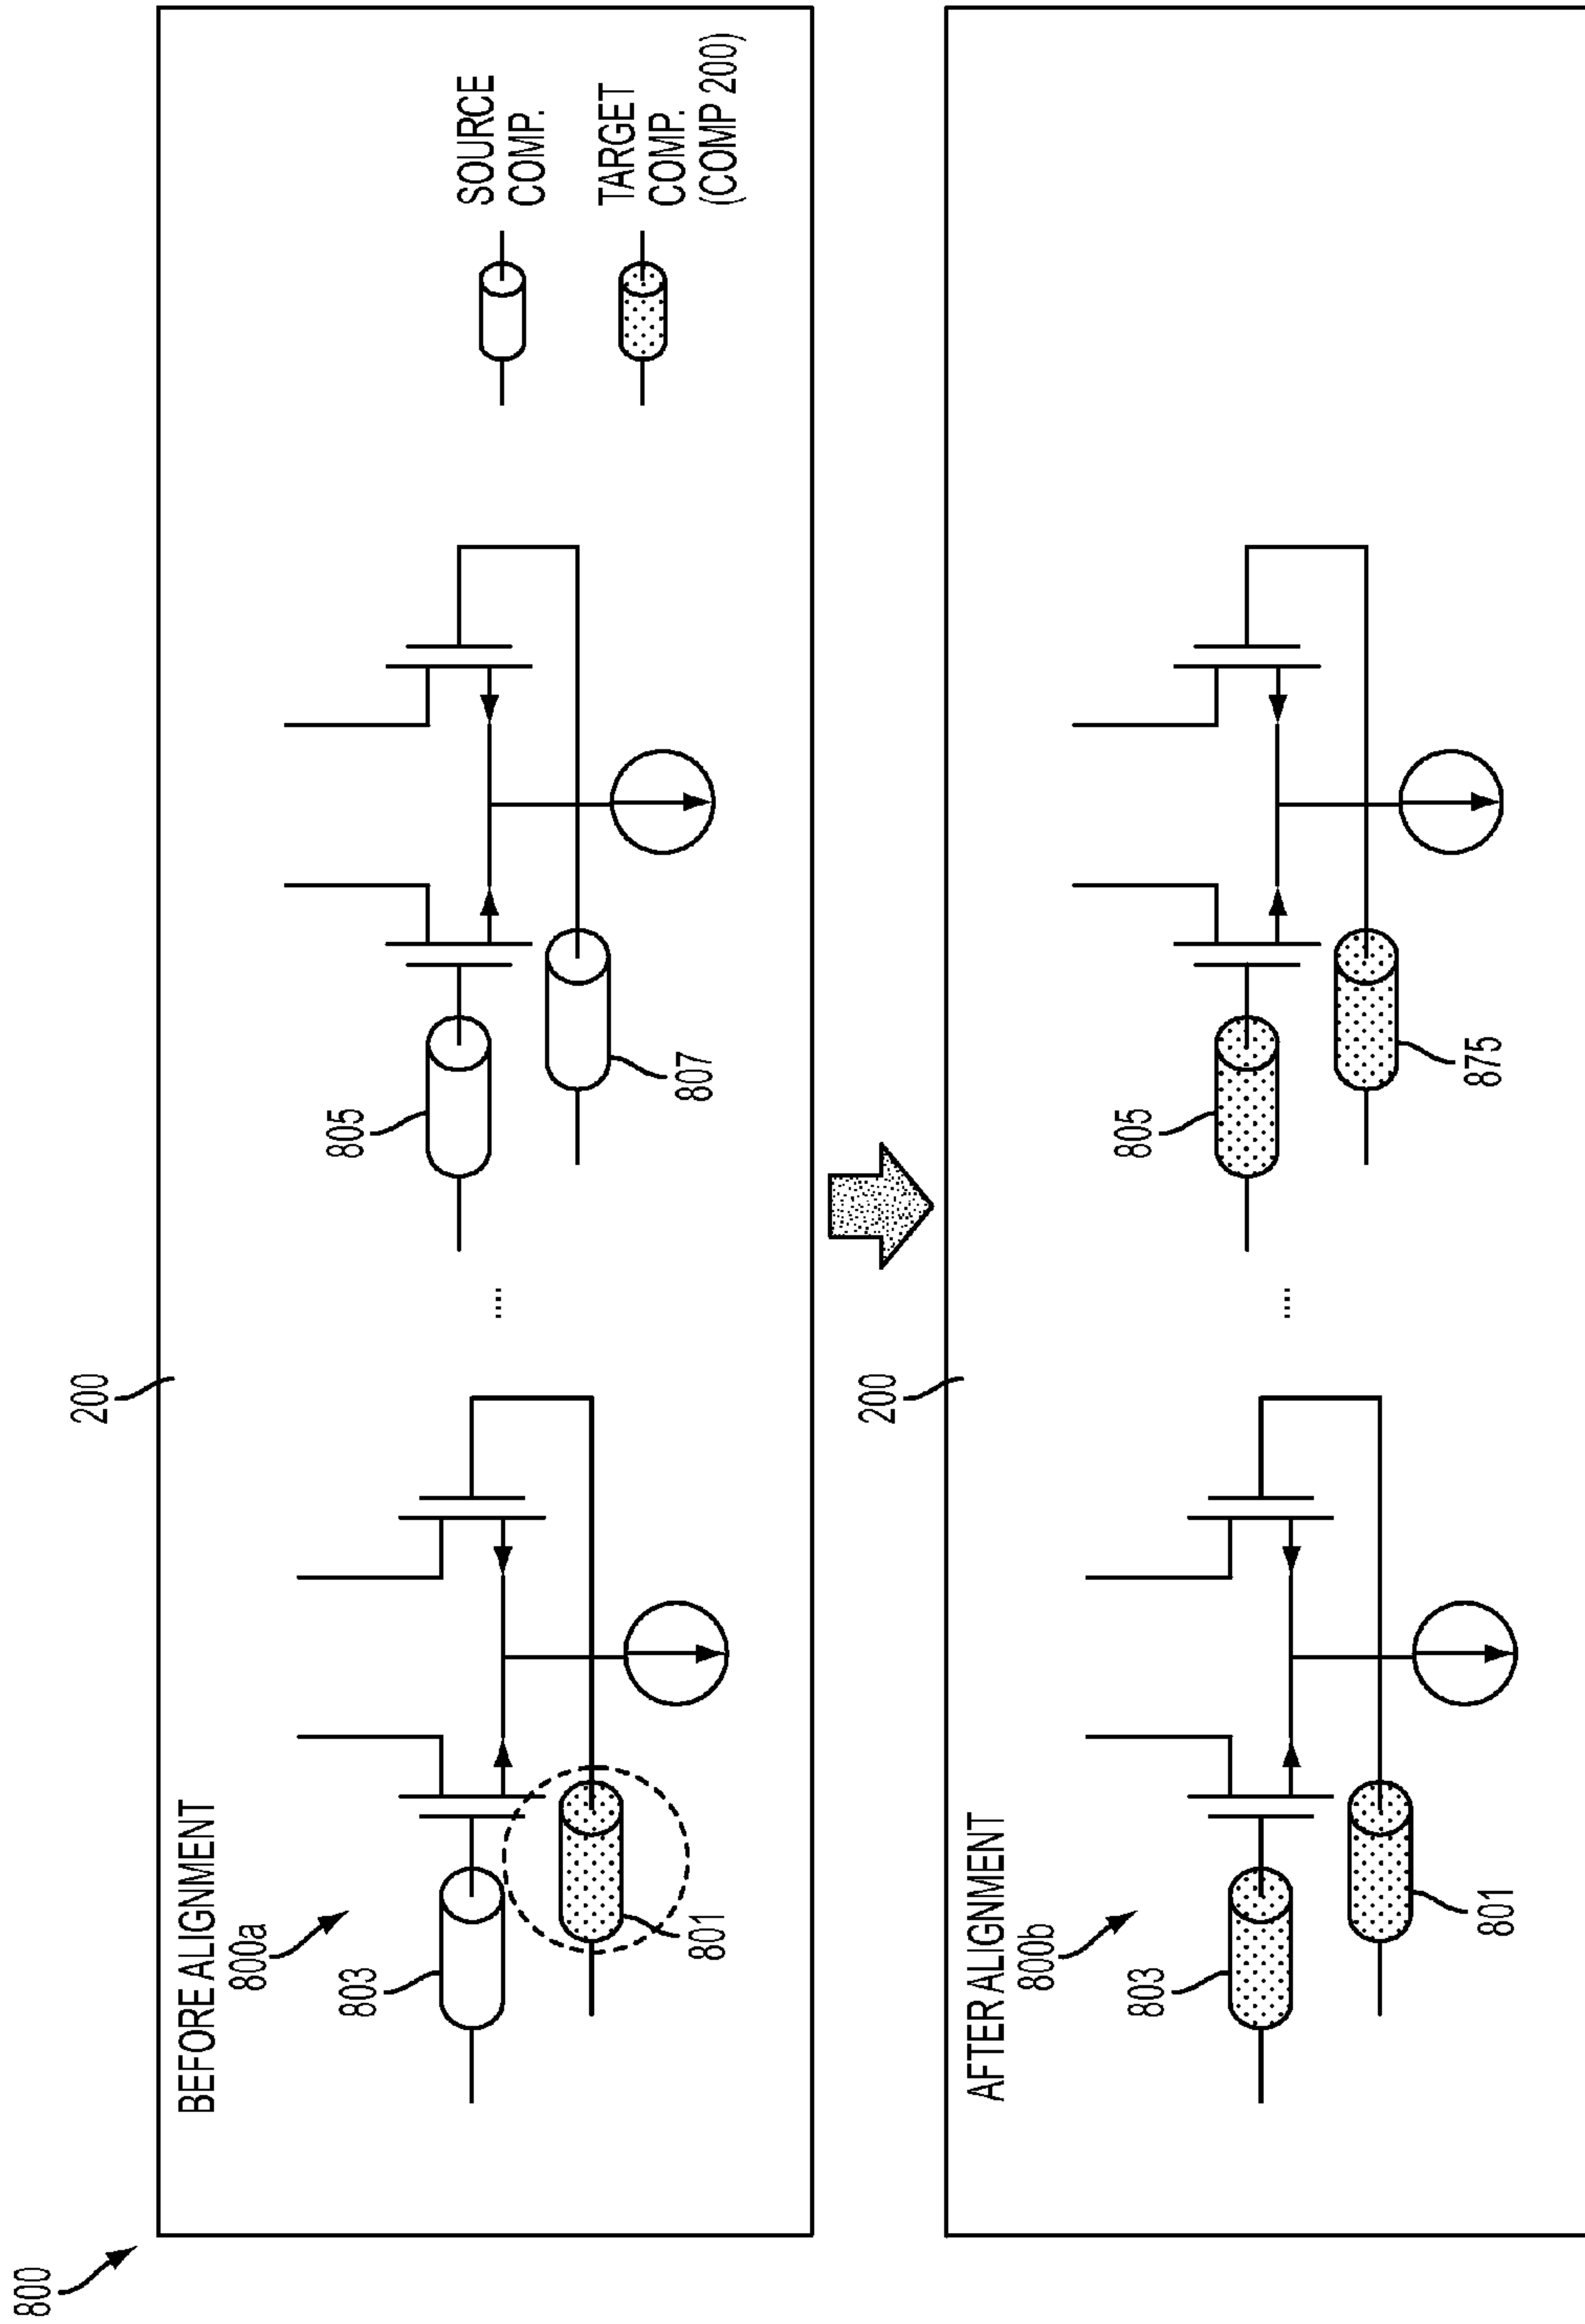 800
200
BEFORE ALIGNMENT
800a
803
801
....
805
807
SOURCE
COMP.
TARGET
COMP.
(COMP 200)
200
AFTER ALIGNMENT
800b
803
801
....
805
875